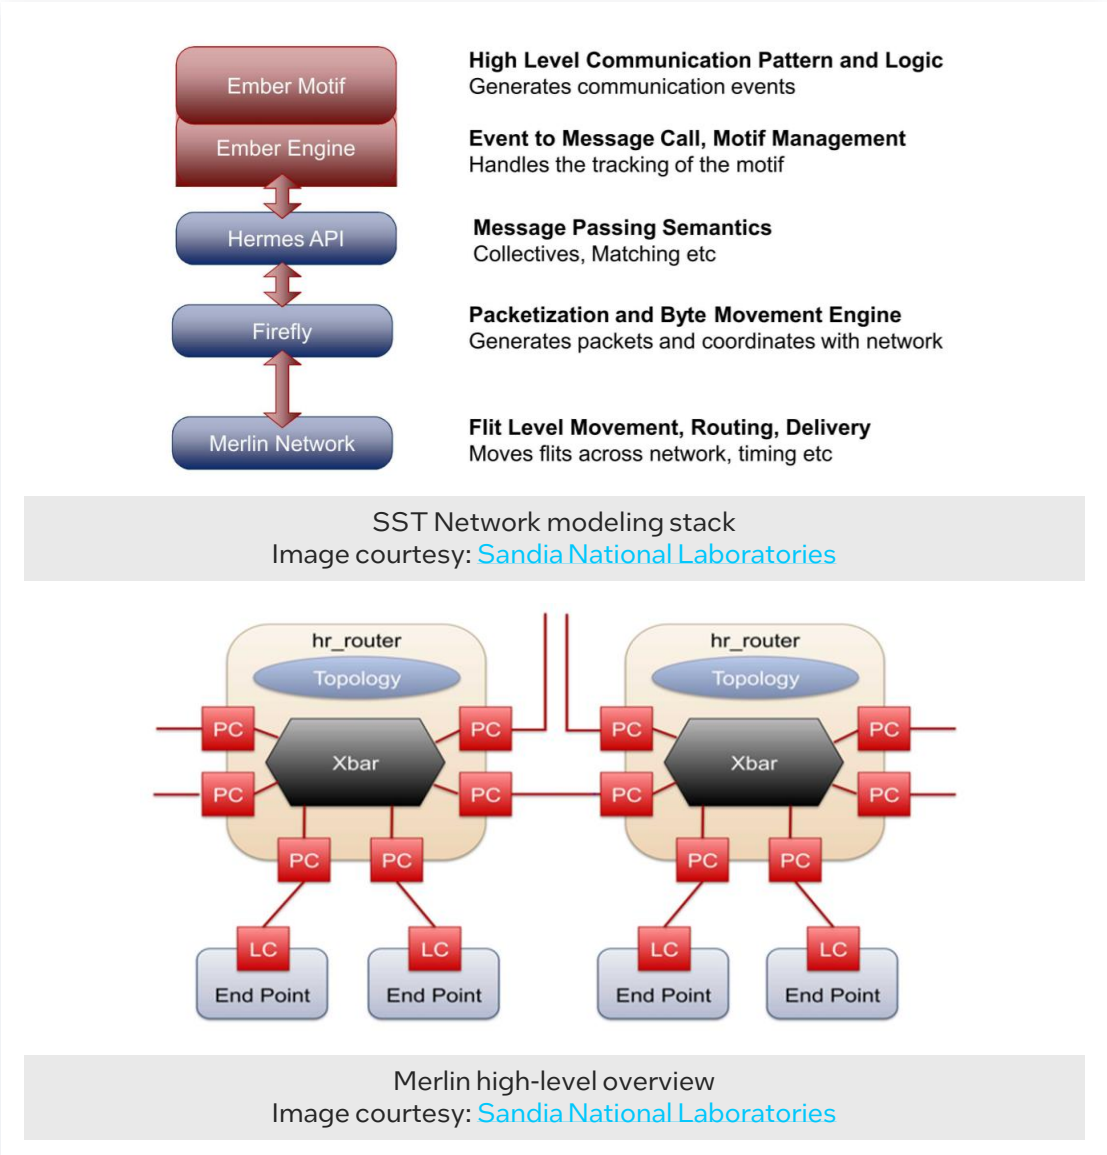 Ember Motif
High Level Communication Pattern and Logic
Generates communication events
Ember Engine
Event to Message Call, Motif Management
Handles the tracking of the motif
Hermes API
Message Passing Semantics
Collectives, Matching etc
Firefly
Packetization and Byte Movement Engine
Generates packets and coordinates with network
Merlin Network
Flit Level Movement, Routing, Delivery
Moves flits across network, timing etc
SST Network modeling stack
Image courtesy: Sandia National Laboratories
hr_router
Topology
PC
PC
Xbar
PC
PC
PC
PC
LC
LC
End Point
End Point
hr_router
Topology
PC
PC
Xbar
PC
PC
PC
PC
LC
LC
End Point
End Point
Merlin high-level overview
Image courtesy: Sandia National Laboratories